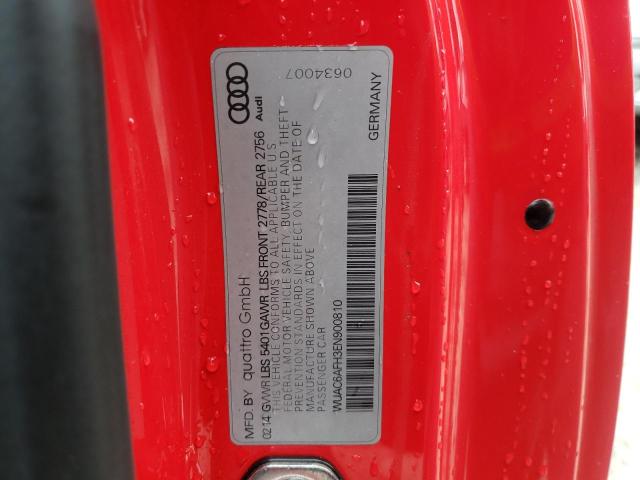 MFD. BY quattro GmbH
Audi
02 14 GVWR LBS 5401 GAWR LBS FRONT 2778/REAR 2756
THIS VEHICLE CONFORMS TO ALL APPLICABLE U.S.
FEDERAL MOTOR VEHICLE SAFETY, BUMPER AND THEFT
PREVENTION STANDARDS IN EFFECT ON THE DATE OF
MANUFACTURE SHOWN ABOVE
PASSENGER CAR
0634007
WUAC6AFH3EN900810
GERMANY